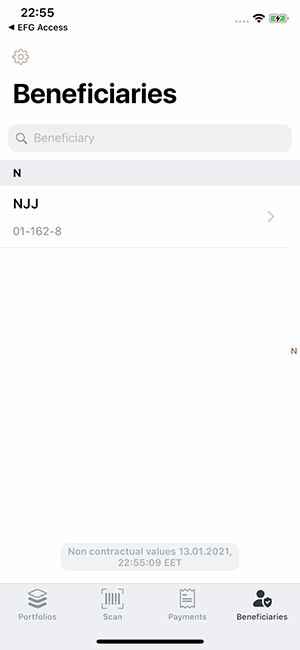 22:55
◀ EFG Access
Beneficiaries
Beneficiary
N
NJJ
01-162-8
N
Non contractual values 13.01.2021,
22:55:09 EET
Portfolios
Scan
Payments
Beneficiaries